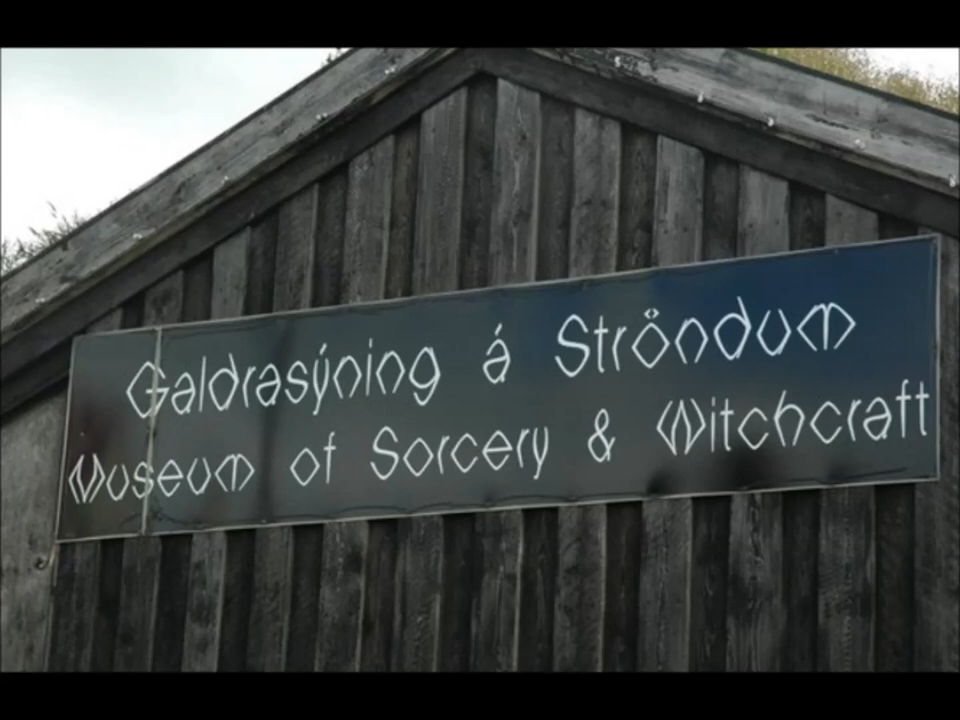 Galdrasýning á Ströndum
Museum of Sorcery & Witchcraft